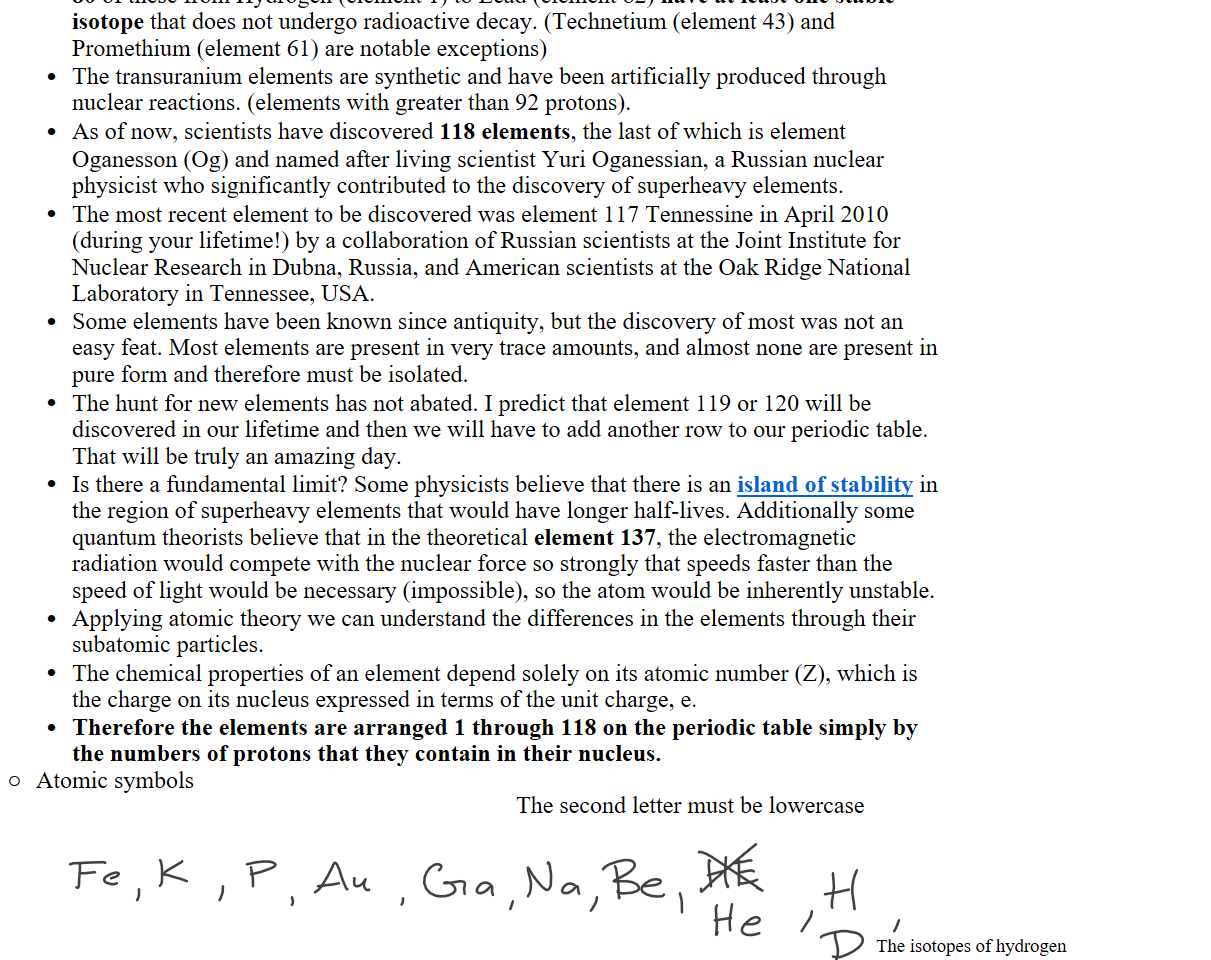 80 of these from Hydrogen (element 1) to Lead (element 82) have at least one stable
isotope that does not undergo radioactive decay. (Technetium (element 43) and
Promethium (element 61) are notable exceptions)
• The transuranium elements are synthetic and have been artificially produced through
nuclear reactions. (elements with greater than 92 protons).
• As of now, scientists have discovered 118 elements, the last of which is element
Oganesson (Og) and named after living scientist Yuri Oganessian, a Russian nuclear
physicist who significantly contributed to the discovery of superheavy elements.
• The most recent element to be discovered was element 117 Tennessine in April 2010
(during your lifetime!) by a collaboration of Russian scientists at the Joint Institute for
Nuclear Research in Dubna, Russia, and American scientists at the Oak Ridge National
Laboratory in Tennessee, USA.
• Some elements have been known since antiquity, but the discovery of most was not an
easy feat. Most elements are present in very trace amounts, and almost none are present in
pure form and therefore must be isolated.
• The hunt for new elements has not abated. I predict that element 119 or 120 will be
discovered in our lifetime and then we will have to add another row to our periodic table.
That will be truly an amazing day.
• Is there a fundamental limit? Some physicists believe that there is an island of stability in
the region of superheavy elements that would have longer half-lives. Additionally some
quantum theorists believe that in the theoretical element 137, the electromagnetic
radiation would compete with the nuclear force so strongly that speeds faster than the
speed of light would be necessary (impossible), so the atom would be inherently unstable.
• Applying atomic theory we can understand the differences in the elements through their
subatomic particles.
• The chemical properties of an element depend solely on its atomic number (Z), which is
the charge on its nucleus expressed in terms of the unit charge, e.
• Therefore the elements are arranged 1 through 118 on the periodic table simply by
the numbers of protons that they contain in their nucleus.
○ Atomic symbols
The second letter must be lowercase
Fe, K, P, Au, Ga, Na, Be, HE, H,
He
D The isotopes of hydrogen